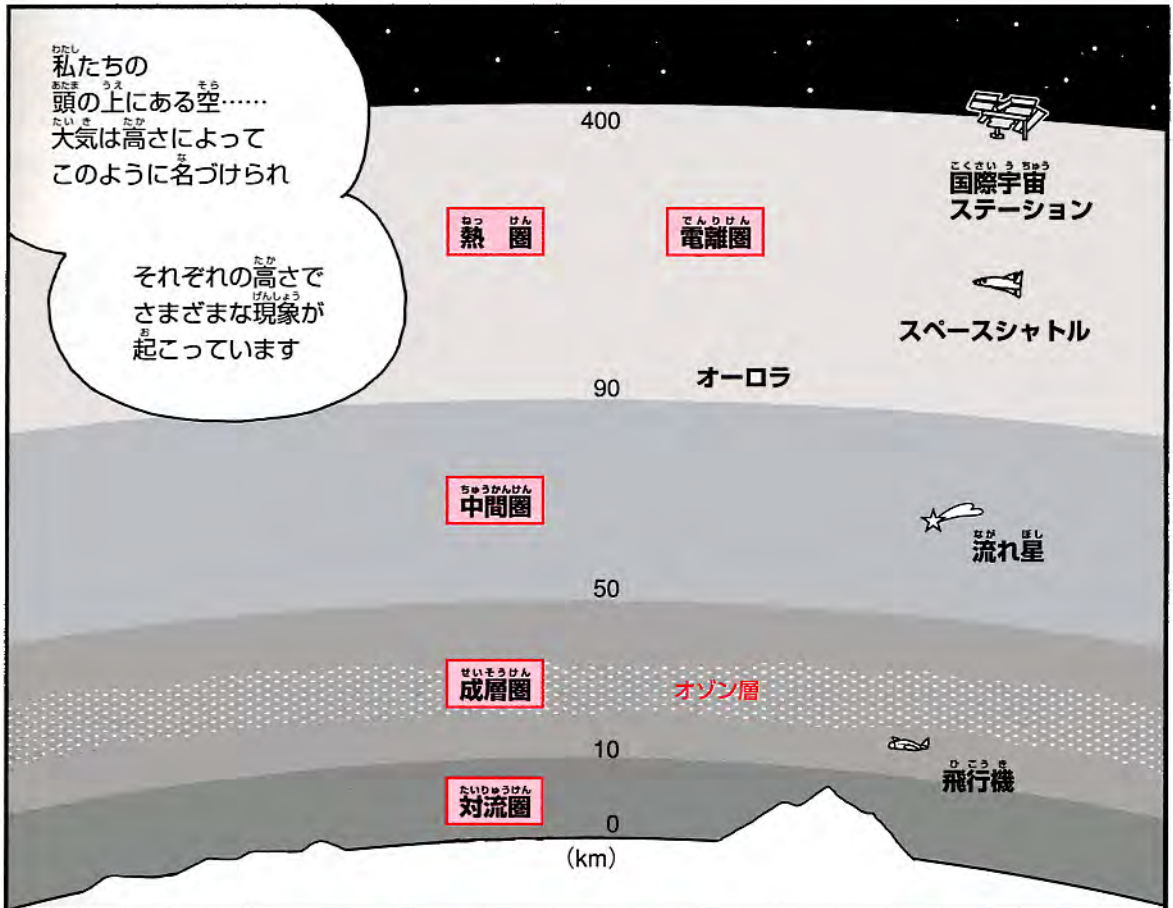 私たちの
頭の上にある空……
大気は高さによって
このように名づけられ
それぞれの高さで
さまざまな現象が
起こっています
400
国際宇宙
ステーション
熱 圏
電離圏
スペースシャトル
オーロラ
90
中間圏
流れ星
50
成層圏
オゾン層
10
飛行機
対流圏
0
(km)